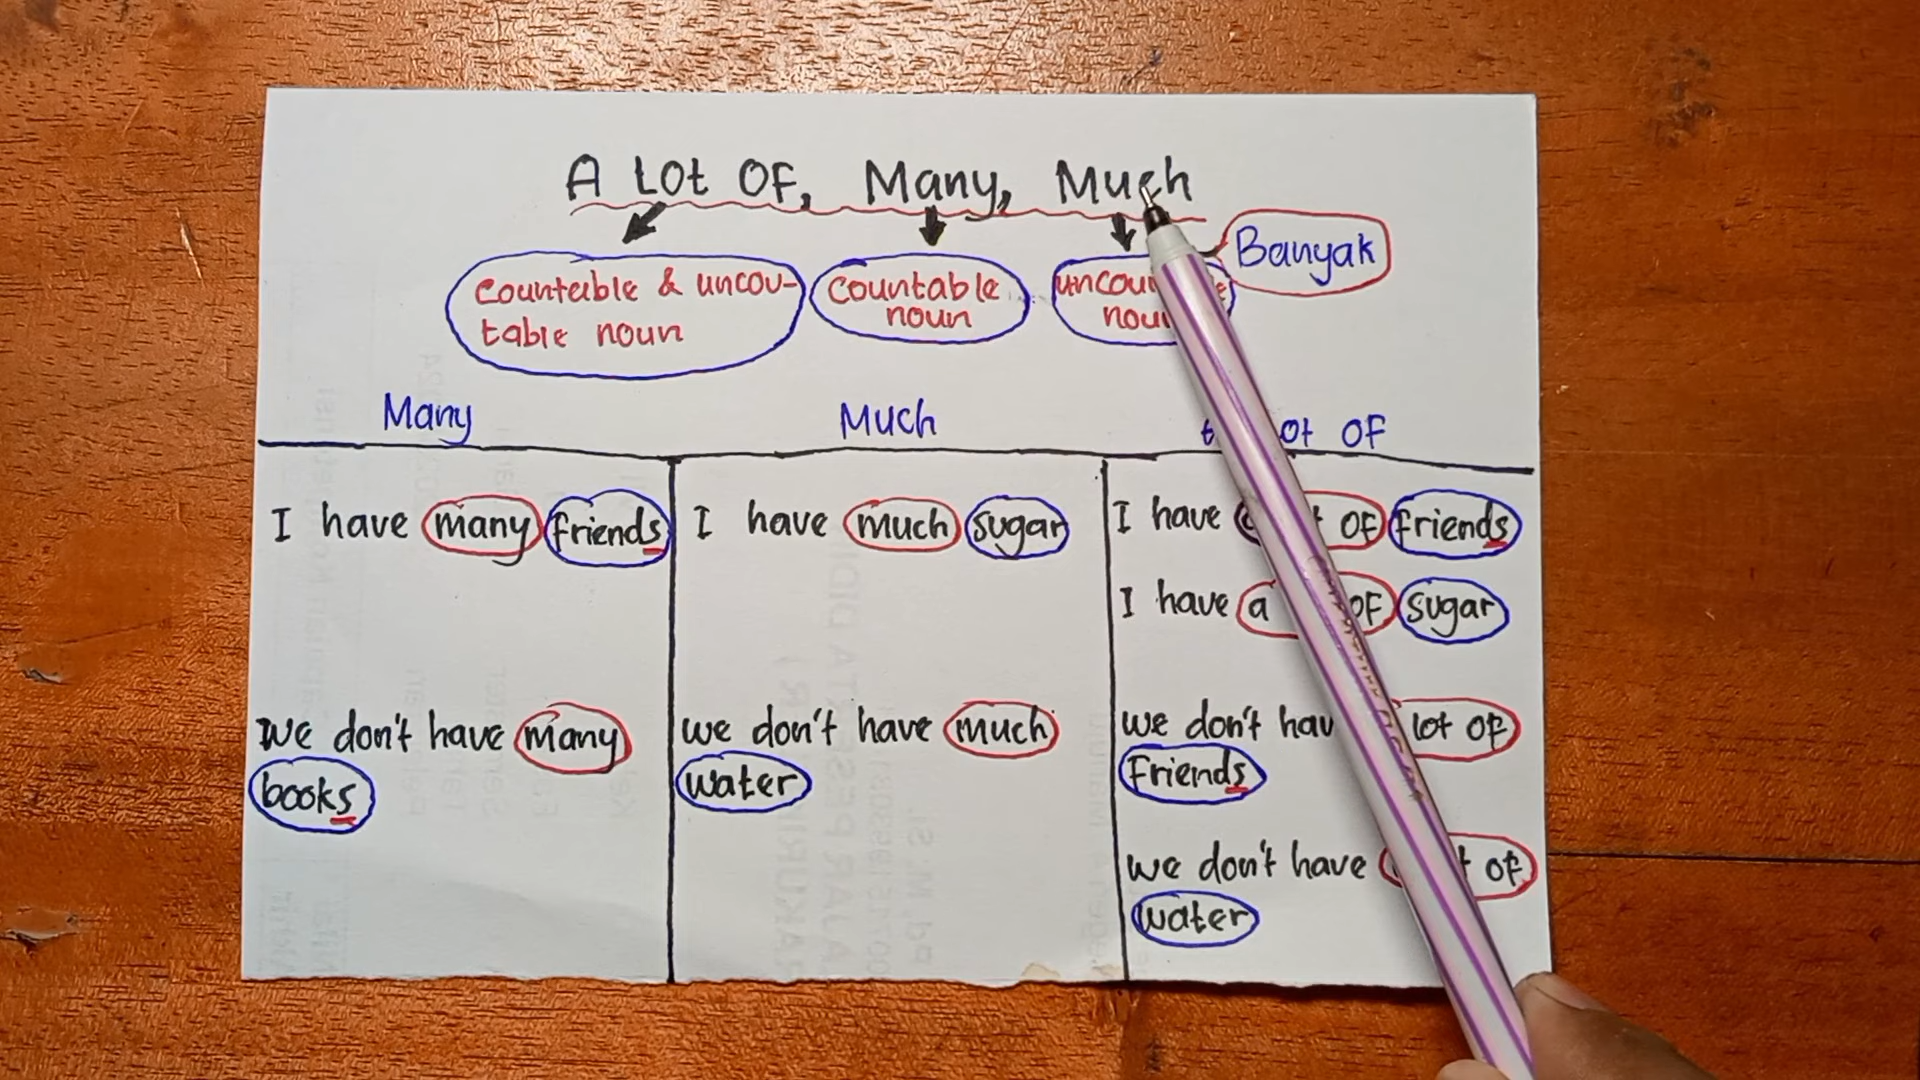 A Lot OF, Many, Much
Banyak
Counteible & uncou-
table noun
countable
noun
Many
Much
OF
I have many friends
I have much sugar
I have OF friends
I have a OF sugar
We don't have many
books
we don't have much
water
we don't lot of
Friends
we don't have of
water